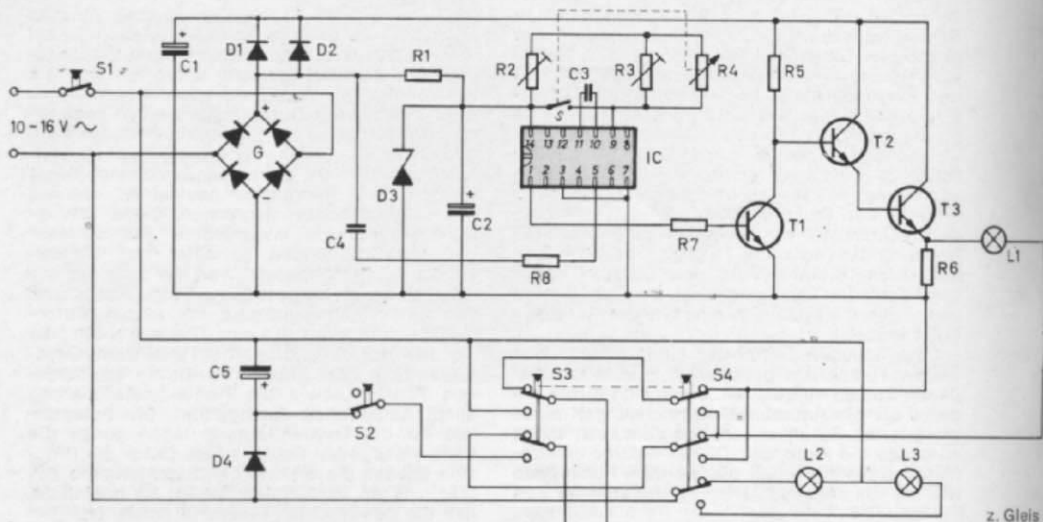 C1
D1
D2
R1
R2
C3
R3
R4
R5
S1
10-16 V ~
G
S
14 13 12 11 10 9 8
IC
1 2 3 4 5 6 7
T2
D3
C2
C4
R7
T1
T3
L1
R8
R6
C5
S2
S3
S4
D4
L2
L3
z. Gleis